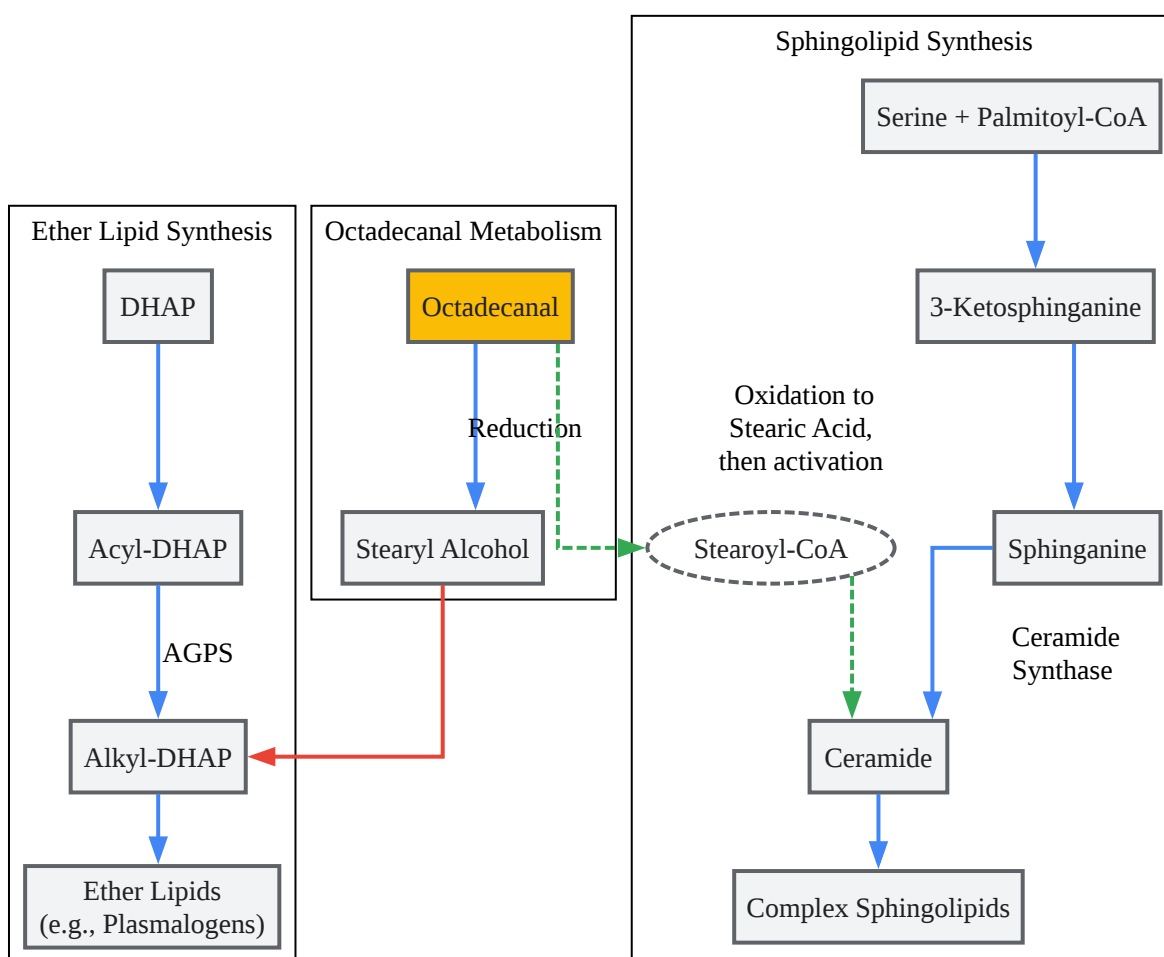 Sphingolipid Synthesis
Serine + Palmitoyl-CoA
Ether Lipid Synthesis
Octadecanal Metabolism
DHAP
Octadecanal
3-Ketosphinganine
Reduction
Oxidation to
Stearic Acid,
then activation
Acyl-DHAP
Stearyl Alcohol
Stearoyl-CoA
Sphinganine
AGPS
Ceramide
Synthase
Alkyl-DHAP
Ceramide
Ether Lipids
(e.g., Plasmalogens)
Complex Sphingolipids